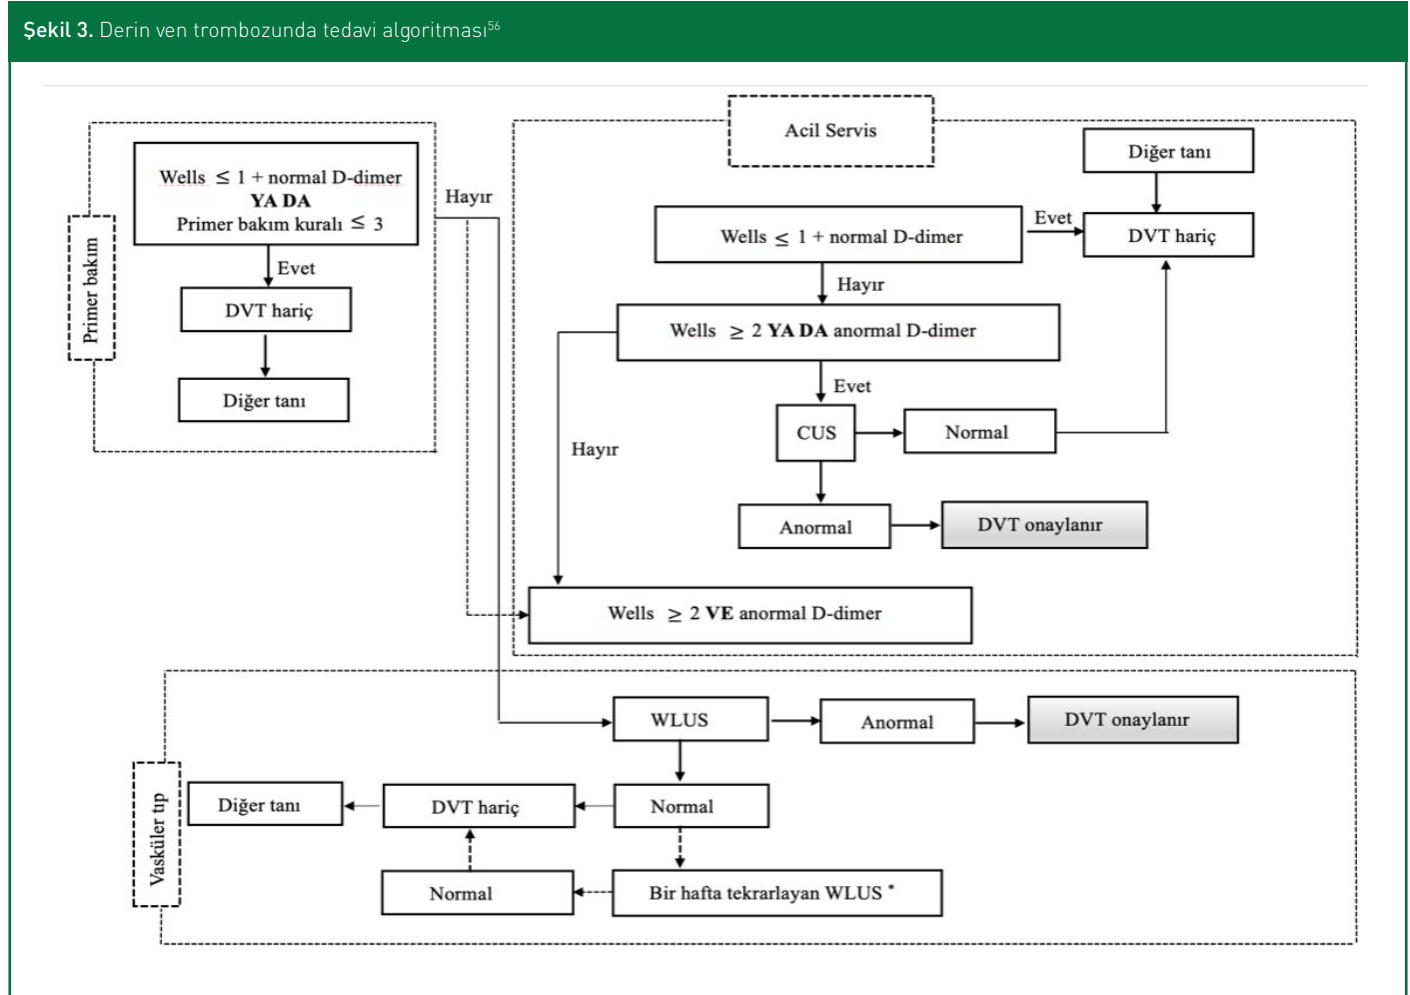 Şekil 3. Derin ven trombozunda tedavi algoritması⁵⁶
Primer bakım
Wells ≤ 1 + normal D-dimer
YA DA
Primer bakım kuralı ≤ 3
Hayır
Evet
DVT hariç
Diğer tanı
Acil Servis
Diğer tanı
Wells ≤ 1 + normal D-dimer
Evet
DVT hariç
Hayır
Wells ≥ 2 YA DA anormal D-dimer
Evet
CUS
Normal
Hayır
Anormal
DVT onaylanır
Wells ≥ 2 VE anormal D-dimer
Vasküler tıp
WLUS
Anormal
DVT onaylanır
Diğer tanı
DVT hariç
Normal
Normal
Bir hafta tekrarlayan WLUS *